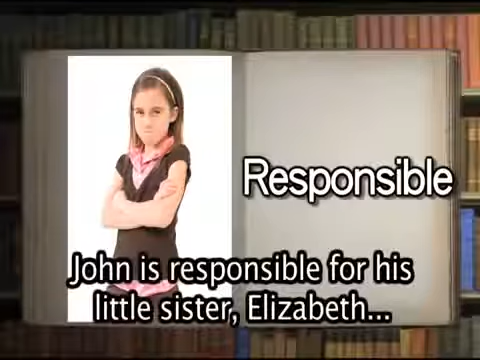 Responsible
John is responsible for his
little sister, Elizabeth...